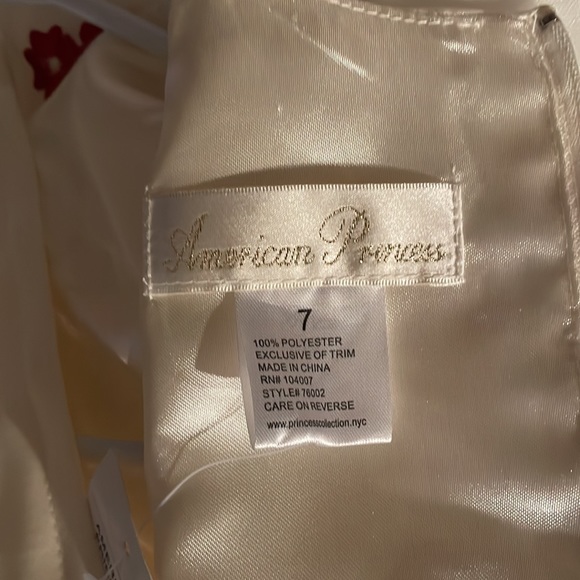 American Princess
7
100% POLYESTER
EXCLUSIVE OF TRIM
MADE IN CHINA
RN# 104007
STYLE# 76002
CARE ON REVERSE
www.princesscollection.nyc